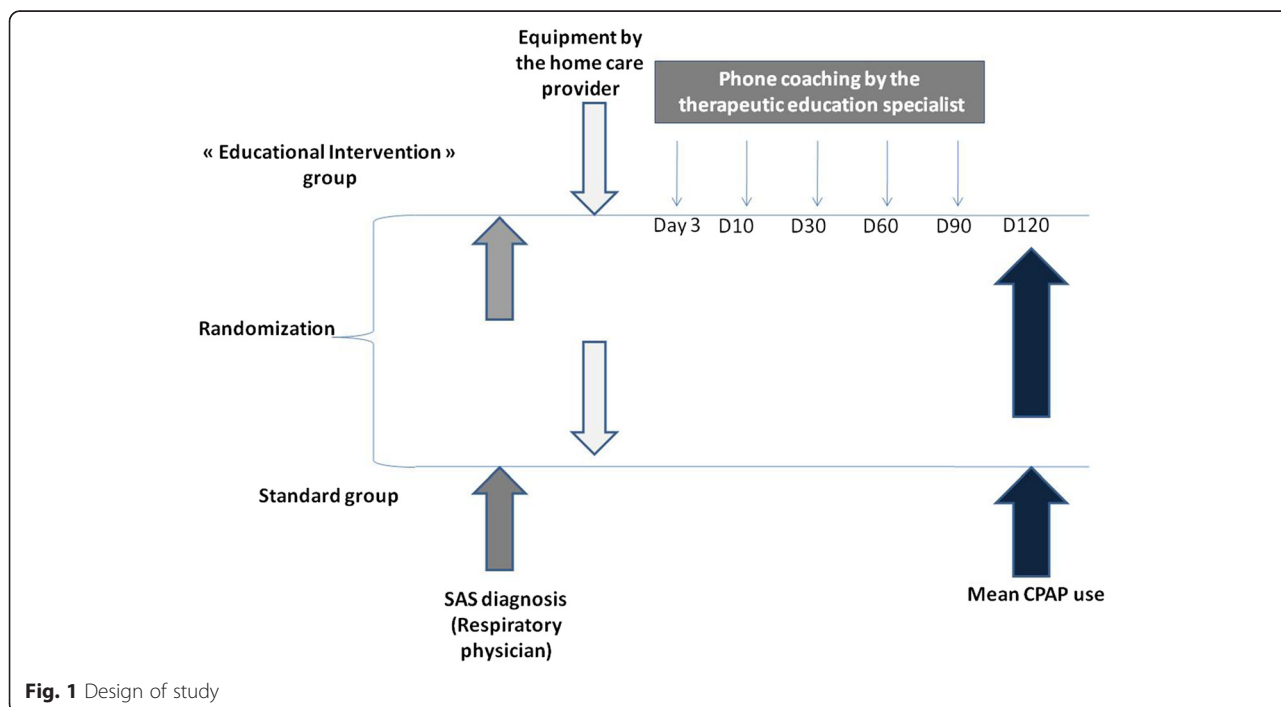 Equipment by
the home care
provider
Phone coaching by the
therapeutic education specialist
« Educational Intervention »
group
Day 3 D10 D30 D60 D90 D120
Randomization
Standard group
SAS diagnosis
(Respiratory
physician)
Mean CPAP use
Fig. 1 Design of study